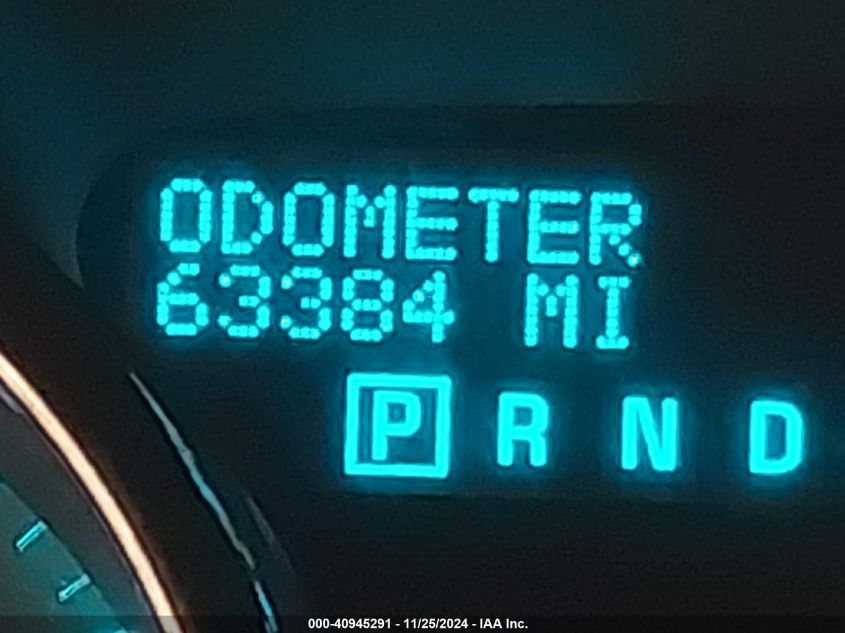 ODOMETER
63384 MI
P R N D
000-40945291 - 11/25/2024 - IAA Inc.